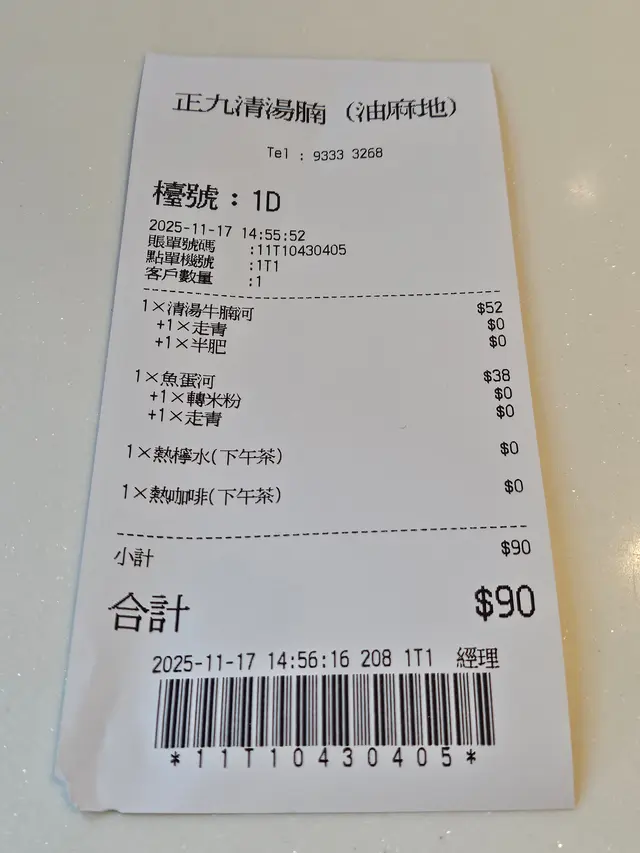 正九清湯腩 (油麻地)
Tel : 9333 3268
檯號：1D
2025-11-17 14:55:52
賬單號碼 :11T10430405
點單機號 :1T1
客戶數量 :1
1×清湯牛腩河 $52
+1×走青 $0
+1×半肥 $0
1×魚蛋河 $38
+1×轉米粉 $0
+1×走青 $0
1×熱檸水(下午茶) $0
1×熱咖啡(下午茶) $0
小計 $90
合計 $90
2025-11-17 14:56:16 208 1T1 經理
*11T10430405*